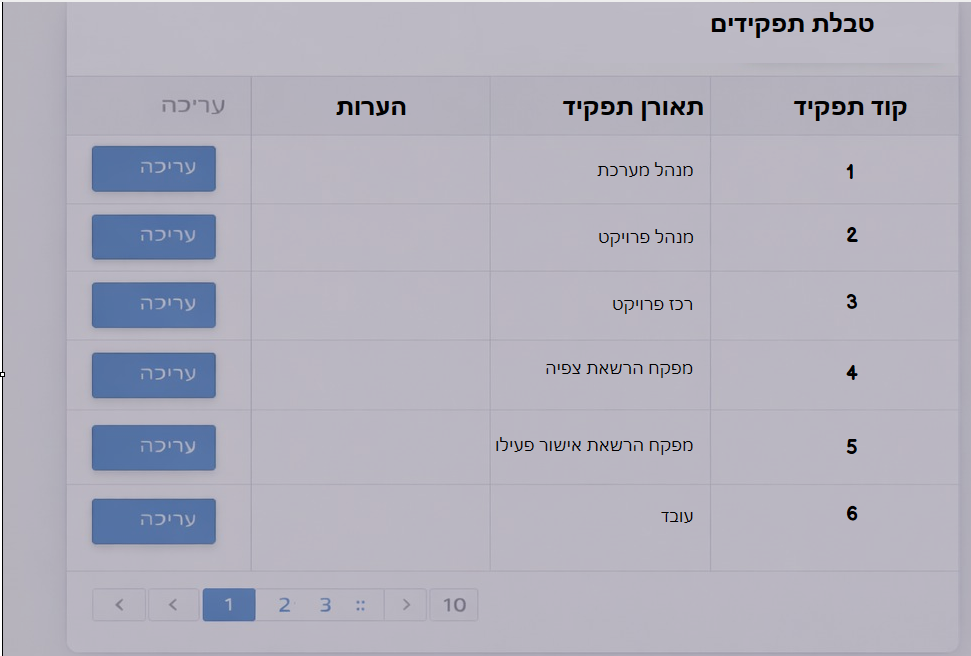 טבלת תפקידים
קוד תפקיד תאורן תפקיד הערות עריכה
1 מנהל מערכת עריכה
2 מנהל פרויקט עריכה
3 רכז פרויקט עריכה
4 מפקח הרשאת צפיה עריכה
5 מפקח הרשאת אישור פעילו עריכה
6 עובד עריכה
< < 1 2 3 :: > 10